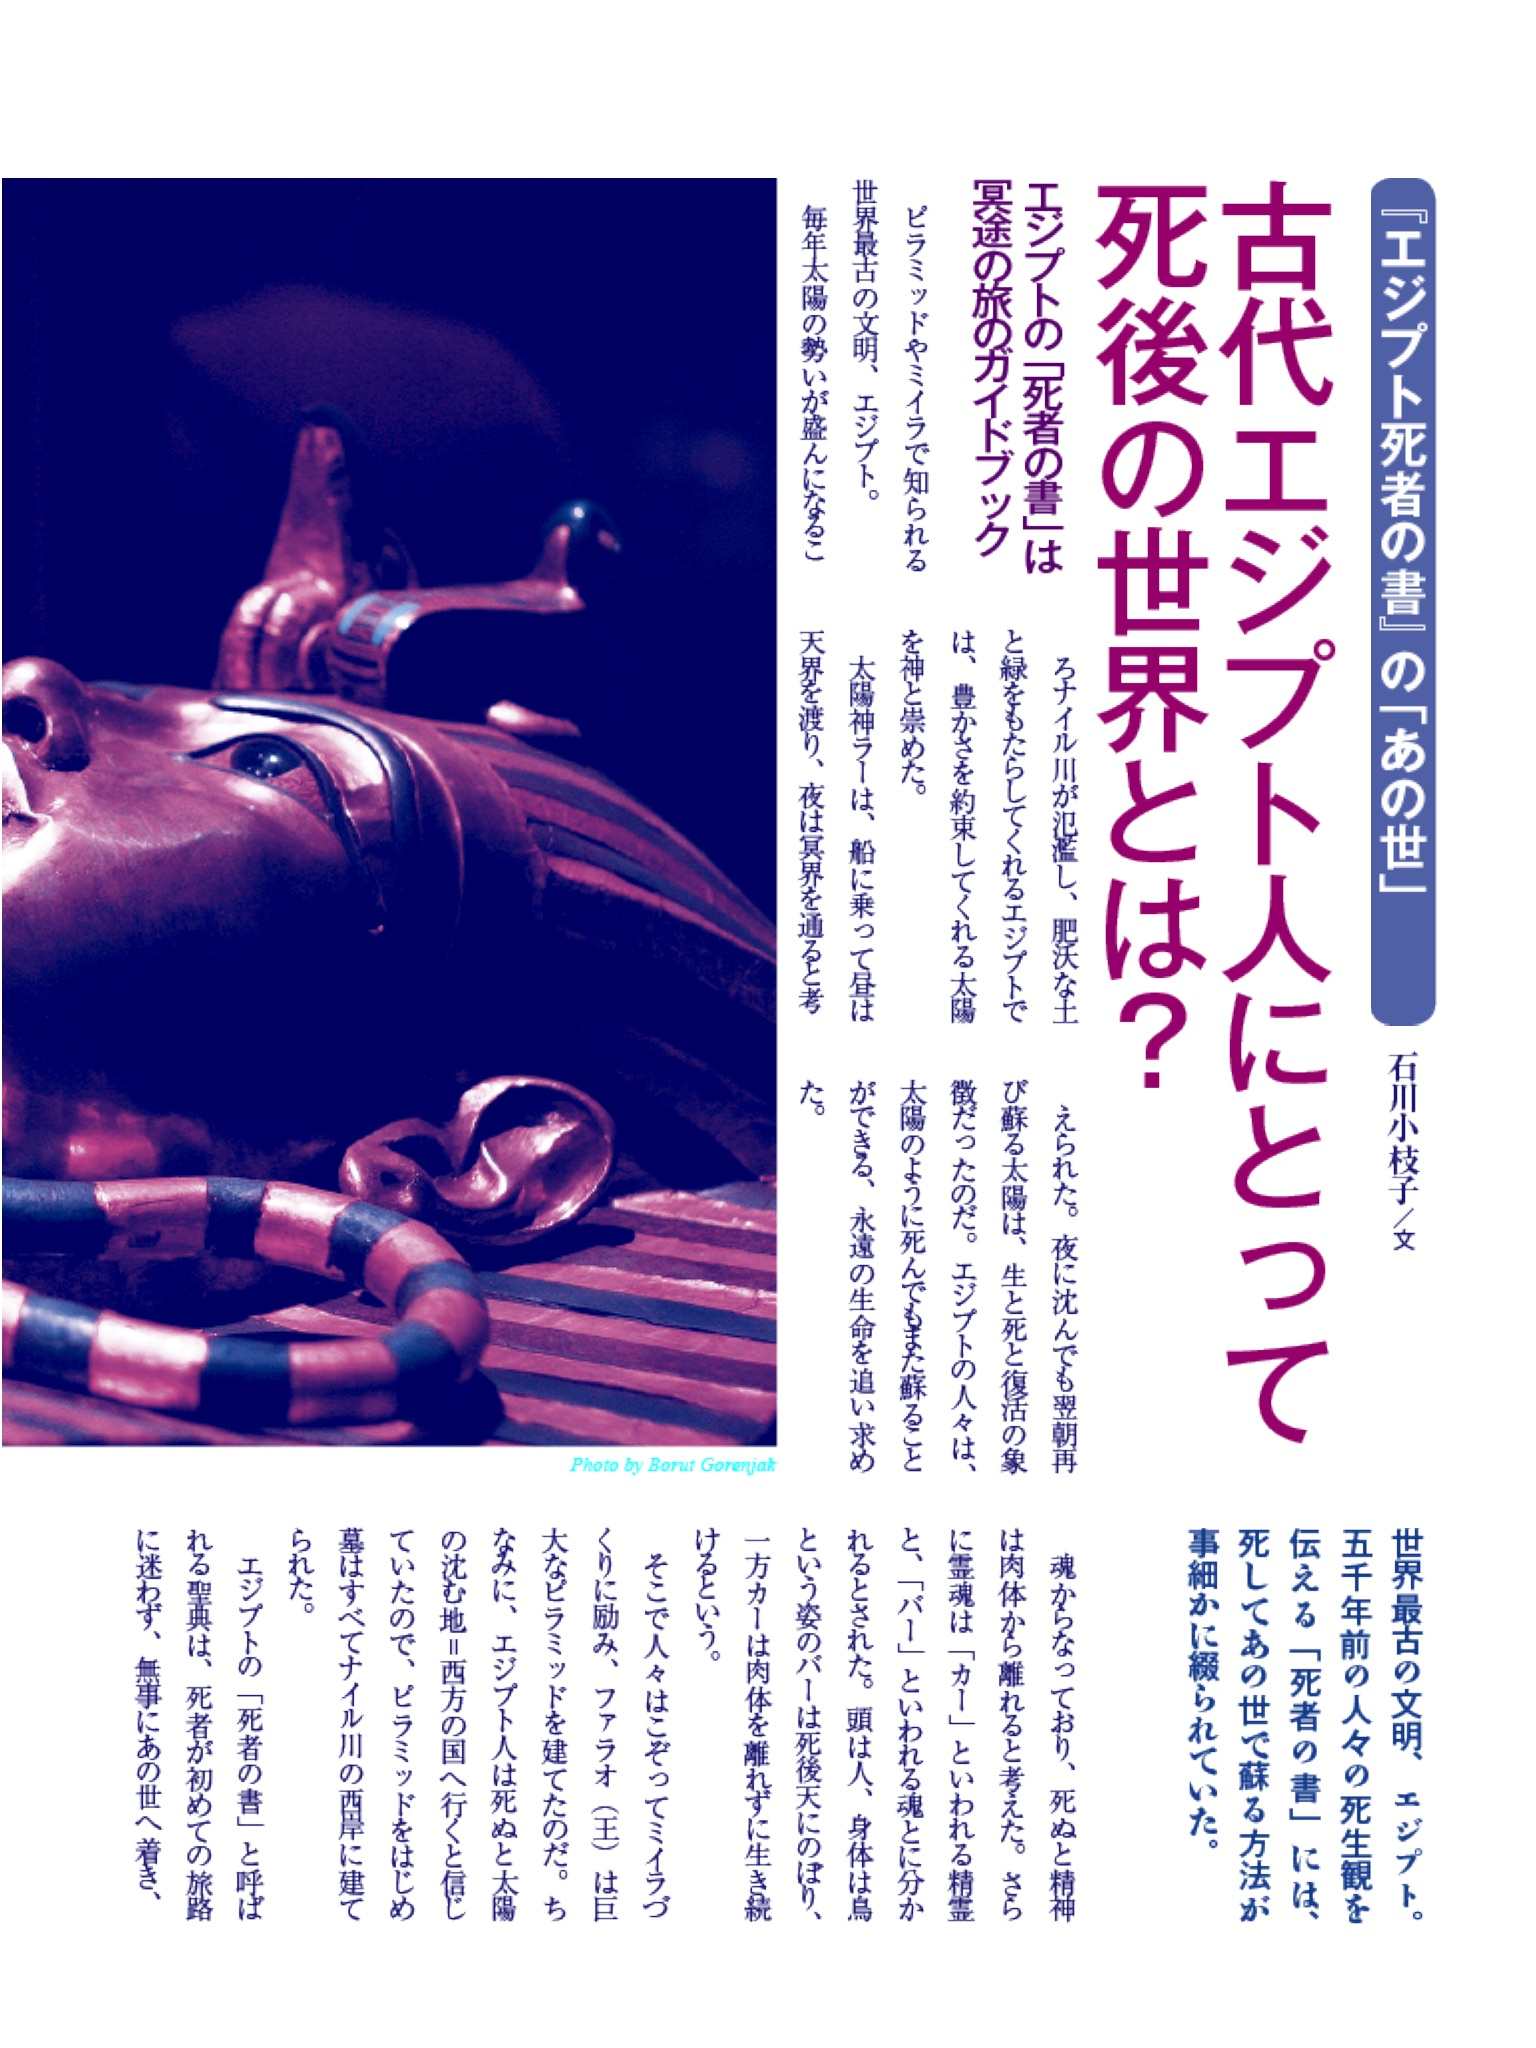 『エジプト死者の書』の「あの世」
石川小枝子／文
古代エジプト人にとって
死後の世界とは？
世界最古の文明、エジプト。
五千年前の人々の死生観を
伝える「死者の書」には、
死してあの世で蘇る方法が
事細かに綴られていた。
エジプトの「死者の書」は
冥途の旅のガイドブック
ピラミッドやミイラで知られる
世界最古の文明、エジプト。
毎年太陽の勢いが盛んになるこ
ろナイル川が氾濫し、肥沃な土
と緑をもたらしてくれるエジプトで
は、豊かさを約束してくれる太陽
を神と崇めた。
太陽神ラーは、船に乗って昼は
天界を渡り、夜は冥界を通ると考
えられた。夜に沈んでも翌朝再
び蘇る太陽は、生と死と復活の象
徴だったのだ。エジプトの人々は、
太陽のように死んでもまた蘇ること
ができる、永遠の生命を追い求め
た。
魂からなっており、死ぬと精神
は肉体から離れると考えた。さら
に霊魂は「カー」といわれる精霊
と、「バー」といわれる魂とに分か
れるとされた。頭は人、身体は鳥
という姿のバーは死後天にのぼり、
一方カーは肉体を離れずに生き続
けるという。
そこで人々はこぞってミイラづ
くりに励み、ファラオ（王）は巨
大なピラミッドを建てたのだ。ち
なみに、エジプト人は死ぬと太陽
の沈む地＝西方の国へ行くと信じ
ていたので、ピラミッドをはじめ
墓はすべてナイル川の西岸に建て
られた。
エジプトの「死者の書」と呼ば
れる聖典は、死者が初めての旅路
に迷わず、無事にあの世へ着き、
Photo by Borut Gorenjak